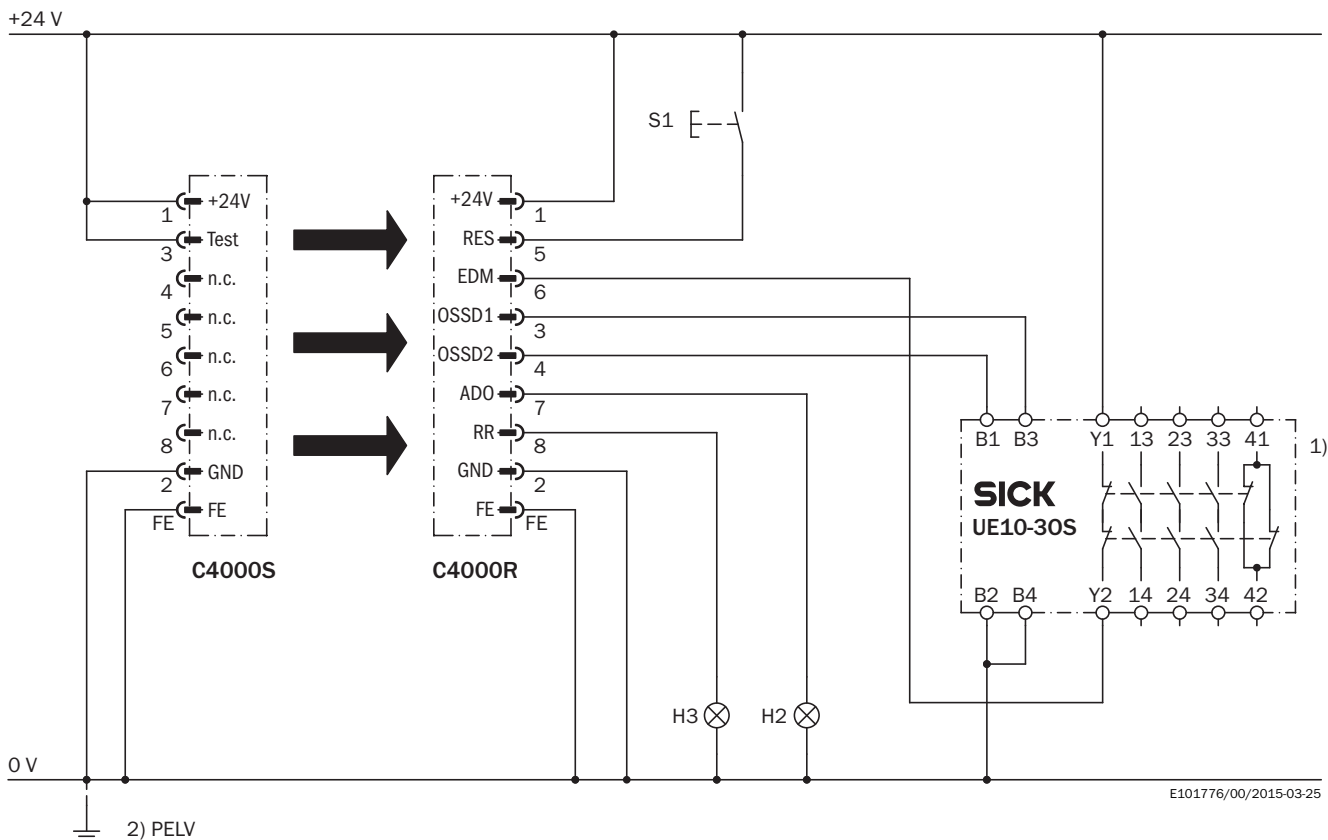 +24 V
S1
+24V
1
Test
3
n.c.
4
n.c.
5
n.c.
6
n.c.
7
n.c.
8
GND
2
FE
FE
C4000S
+24V
1
RES
5
EDM
6
OSSD1
3
OSSD2
4
ADO
7
RR
8
GND
2
FE
FE
C4000R
B1 B3 Y1 13 23 33 41
1)
SICK
UE10-30S
B2 B4 Y2 14 24 34 42
H3
H2
0 V
E101776/00/2015-03-25
2) PELV